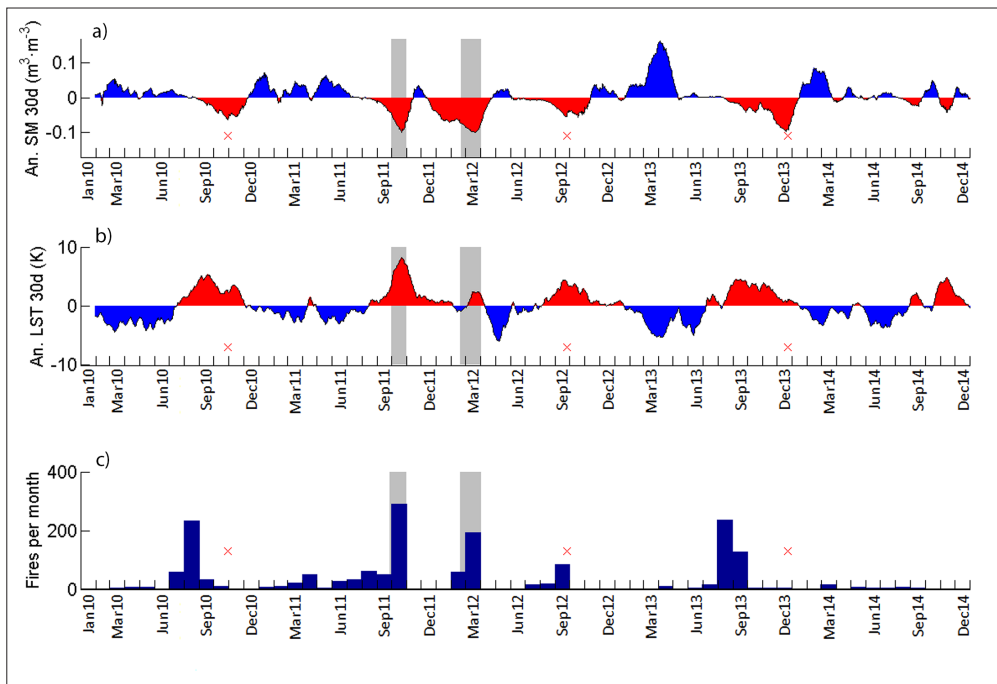 a)
An. SM 30d (m³·m⁻³)
0.1
0
-0.1
Jan10 Mar10 Jun10 Sep10 Dec10 Mar11 Jun11 Sep11 Dec11 Mar12 Jun12 Sep12 Dec12 Mar13 Jun13 Sep13 Dec13 Mar14 Jun14 Sep14 Dec14
b)
An. LST 30d (K)
10
0
-10
Jan10 Mar10 Jun10 Sep10 Dec10 Mar11 Jun11 Sep11 Dec11 Mar12 Jun12 Sep12 Dec12 Mar13 Jun13 Sep13 Dec13 Mar14 Jun14 Sep14 Dec14
c)
Fires per month
400
200
0
Jan10 Mar10 Jun10 Sep10 Dec10 Mar11 Jun11 Sep11 Dec11 Mar12 Jun12 Sep12 Dec12 Mar13 Jun13 Sep13 Dec13 Mar14 Jun14 Sep14 Dec14